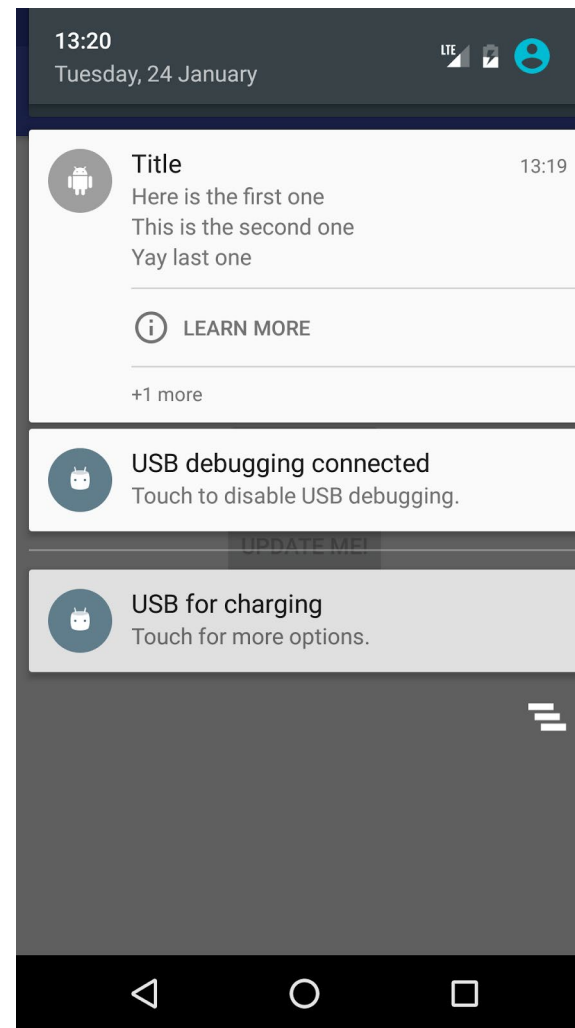 13:20
LTE
Tuesday, 24 January
Title 13:19
Here is the first one
This is the second one
Yay last one
LEARN MORE
+1 more
USB debugging connected
Touch to disable USB debugging.
UPDATE ME!
USB for charging
Touch for more options.